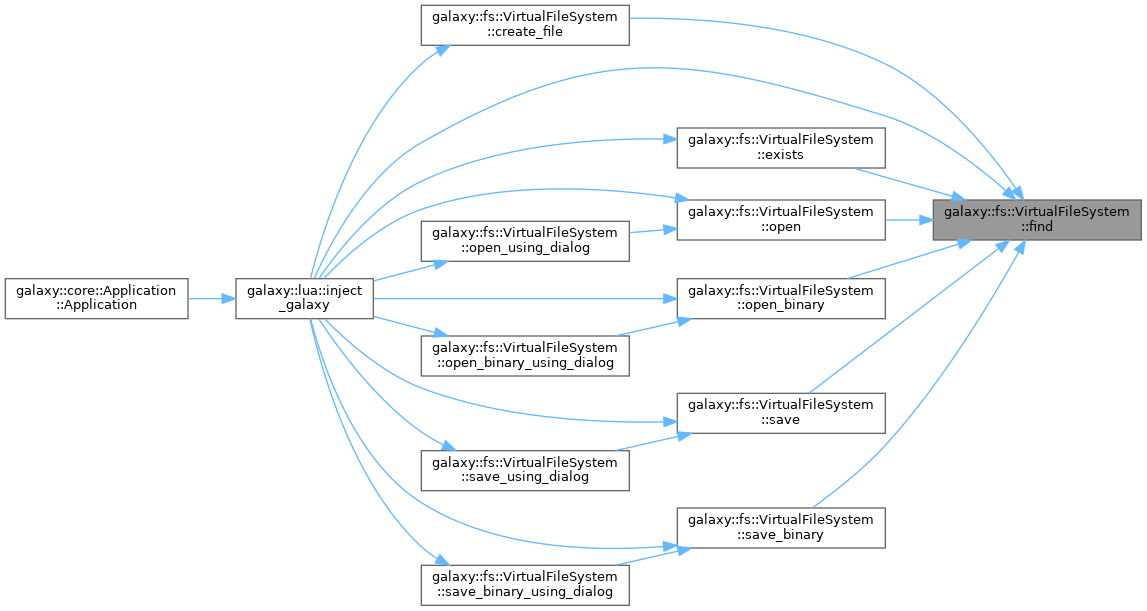 galaxy::fs::VirtualFileSystem
::create_file
galaxy::fs::VirtualFileSystem
::exists
galaxy::fs::VirtualFileSystem
::open
galaxy::fs::VirtualFileSystem
::find
galaxy::fs::VirtualFileSystem
::open_using_dialog
galaxy::core::Application
::Application
galaxy::lua::inject
_galaxy
galaxy::fs::VirtualFileSystem
::open_binary
galaxy::fs::VirtualFileSystem
::open_binary_using_dialog
galaxy::fs::VirtualFileSystem
::save
galaxy::fs::VirtualFileSystem
::save_using_dialog
galaxy::fs::VirtualFileSystem
::save_binary
galaxy::fs::VirtualFileSystem
::save_binary_using_dialog